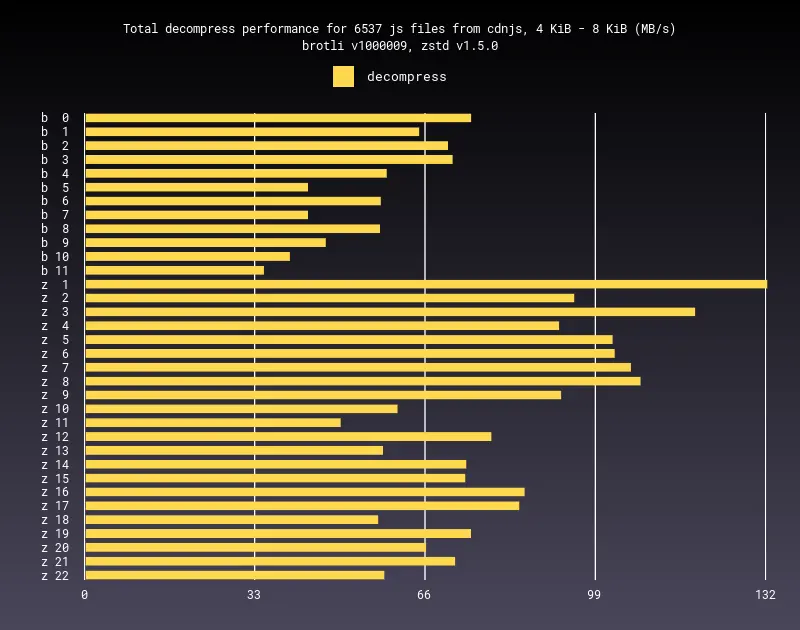 Total decompress performance for 6537 js files from cdnjs, 4 KiB - 8 KiB (MB/s)
brotli v1000009, zstd v1.5.0
decompress
b 0
b 1
b 2
b 3
b 4
b 5
b 6
b 7
b 8
b 9
b 10
b 11
z 1
z 2
z 3
z 4
z 5
z 6
z 7
z 8
z 9
z 10
z 11
z 12
z 13
z 14
z 15
z 16
z 17
z 18
z 19
z 20
z 21
z 22
0 33 66 99 132